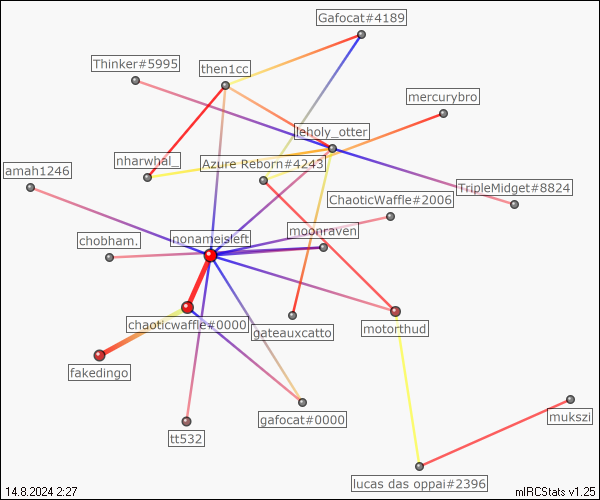 Gafocat#4189
Thinker#5995
then1cc
mercurybro
leholy_otter
nharwhal_
Azure Reborn#4243
amah1246
TripleMidget#8824
ChaoticWaffle#2006
chobham.
nonameisleft
moonraven
chaoticwaffle#0000
gateauxcatto
motorthud
fakedingo
gafocat#0000
mukszi
tt532
lucas das oppai#2396
14.8.2024 2:27
mIRCStats v1.25